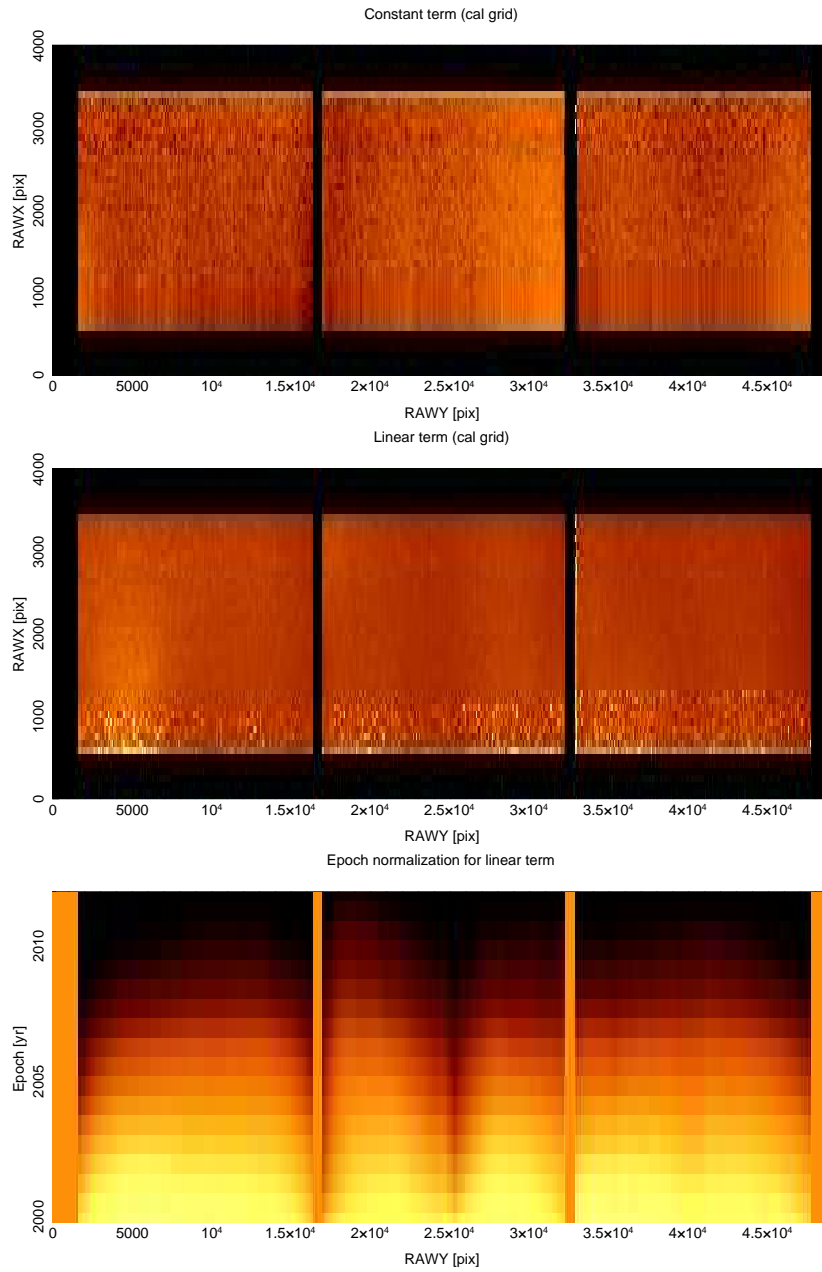 Constant term (cal grid)
4000
3000
2000
1000
0
RAWX [pix]
0 5000 10⁴ 1.5×10⁴ 2×10⁴ 2.5×10⁴ 3×10⁴ 3.5×10⁴ 4×10⁴ 4.5×10⁴
RAWY [pix]
Linear term (cal grid)
4000
3000
2000
1000
0
RAWX [pix]
0 5000 10⁴ 1.5×10⁴ 2×10⁴ 2.5×10⁴ 3×10⁴ 3.5×10⁴ 4×10⁴ 4.5×10⁴
RAWY [pix]
Epoch normalization for linear term
2010
2005
2000
Epoch [yr]
0 5000 10⁴ 1.5×10⁴ 2×10⁴ 2.5×10⁴ 3×10⁴ 3.5×10⁴ 4×10⁴ 4.5×10⁴
RAWY [pix]